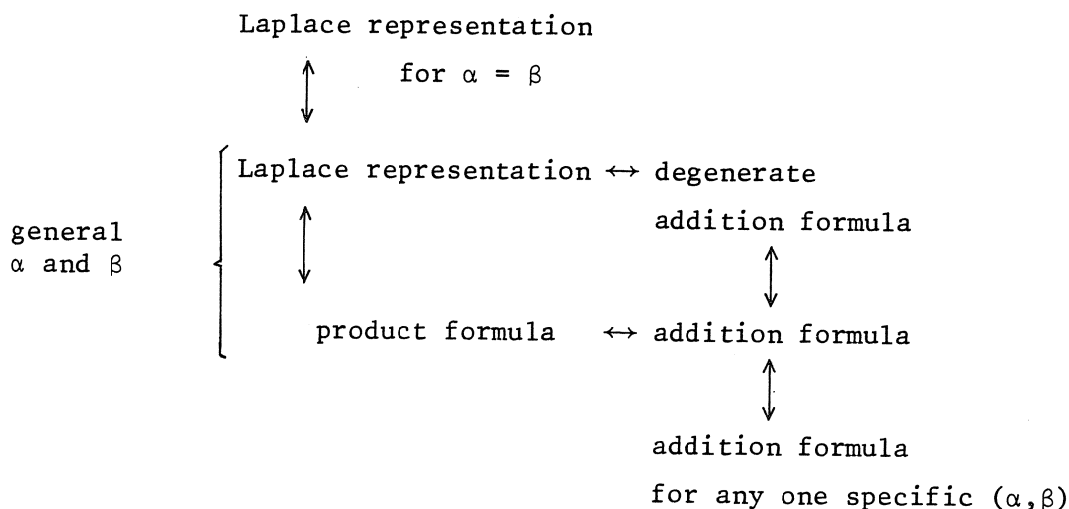 Laplace representation
for α = β
Laplace representation ↔ degenerate
addition formula
general
α and β
product formula ↔ addition formula
addition formula
for any one specific (α,β)